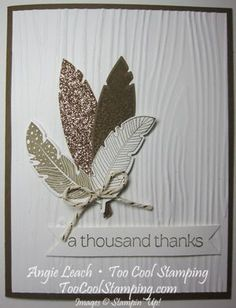 a thousand thanks
Angie Leach • Too Cool Stamping
TooCoolStamping.com
Images © Stampin' Up!